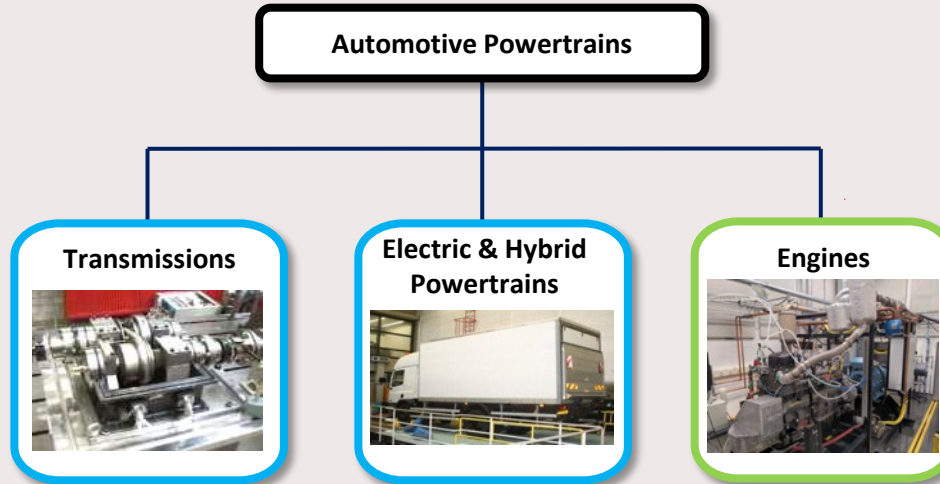 Automotive Powertrains
Transmissions
Electric & Hybrid
Powertrains
Engines